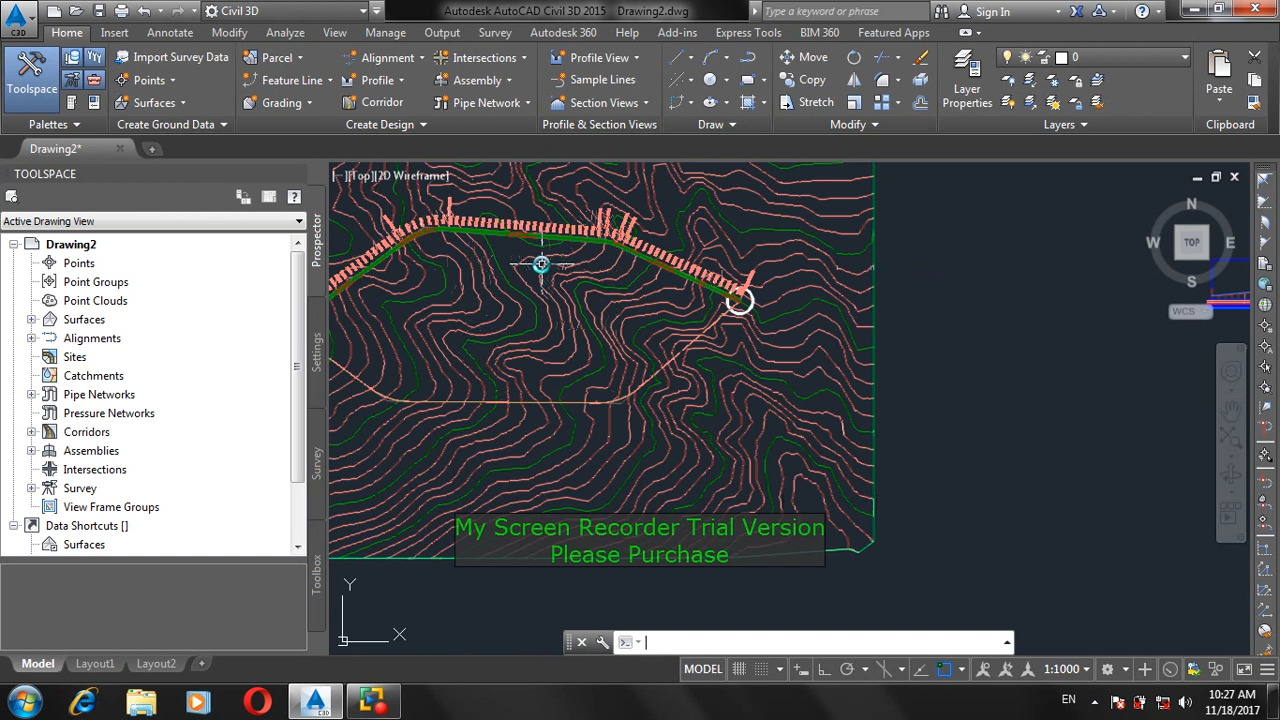 C3D
Civil 3D
Autodesk AutoCAD Civil 3D 2015 Drawing2.dwg
Type a keyword or phrase
Sign In
Home Insert Annotate Modify Analyze View Manage Output Survey Autodesk 360 Help Add-ins Express Tools BIM 360 Featured Apps
Toolspace
Import Survey Data
Points
Surfaces
Parcel
Feature Line
Grading
Alignment
Profile
Corridor
Intersections
Assembly
Pipe Network
Profile View
Sample Lines
Section Views
Move
Copy
Stretch
Layer
Properties
0
Paste
Palettes
Create Ground Data
Create Design
Profile & Section Views
Draw
Modify
Layers
Clipboard
Drawing2*
TOOLSPACE
Active Drawing View
Drawing2
Points
Point Groups
Point Clouds
Surfaces
Alignments
Sites
Catchments
Pipe Networks
Pressure Networks
Corridors
Assemblies
Intersections
Survey
View Frame Groups
Data Shortcuts []
Surfaces
Prospector
Settings
Survey
Toolbox
[−][Top][2D Wireframe]
N
W TOP E
S
WCS
My Screen Recorder Trial Version
Please Purchase
Y
X
Model Layout1 Layout2
MODEL
1:1000
C3D
EN
10:27 AM
11/18/2017